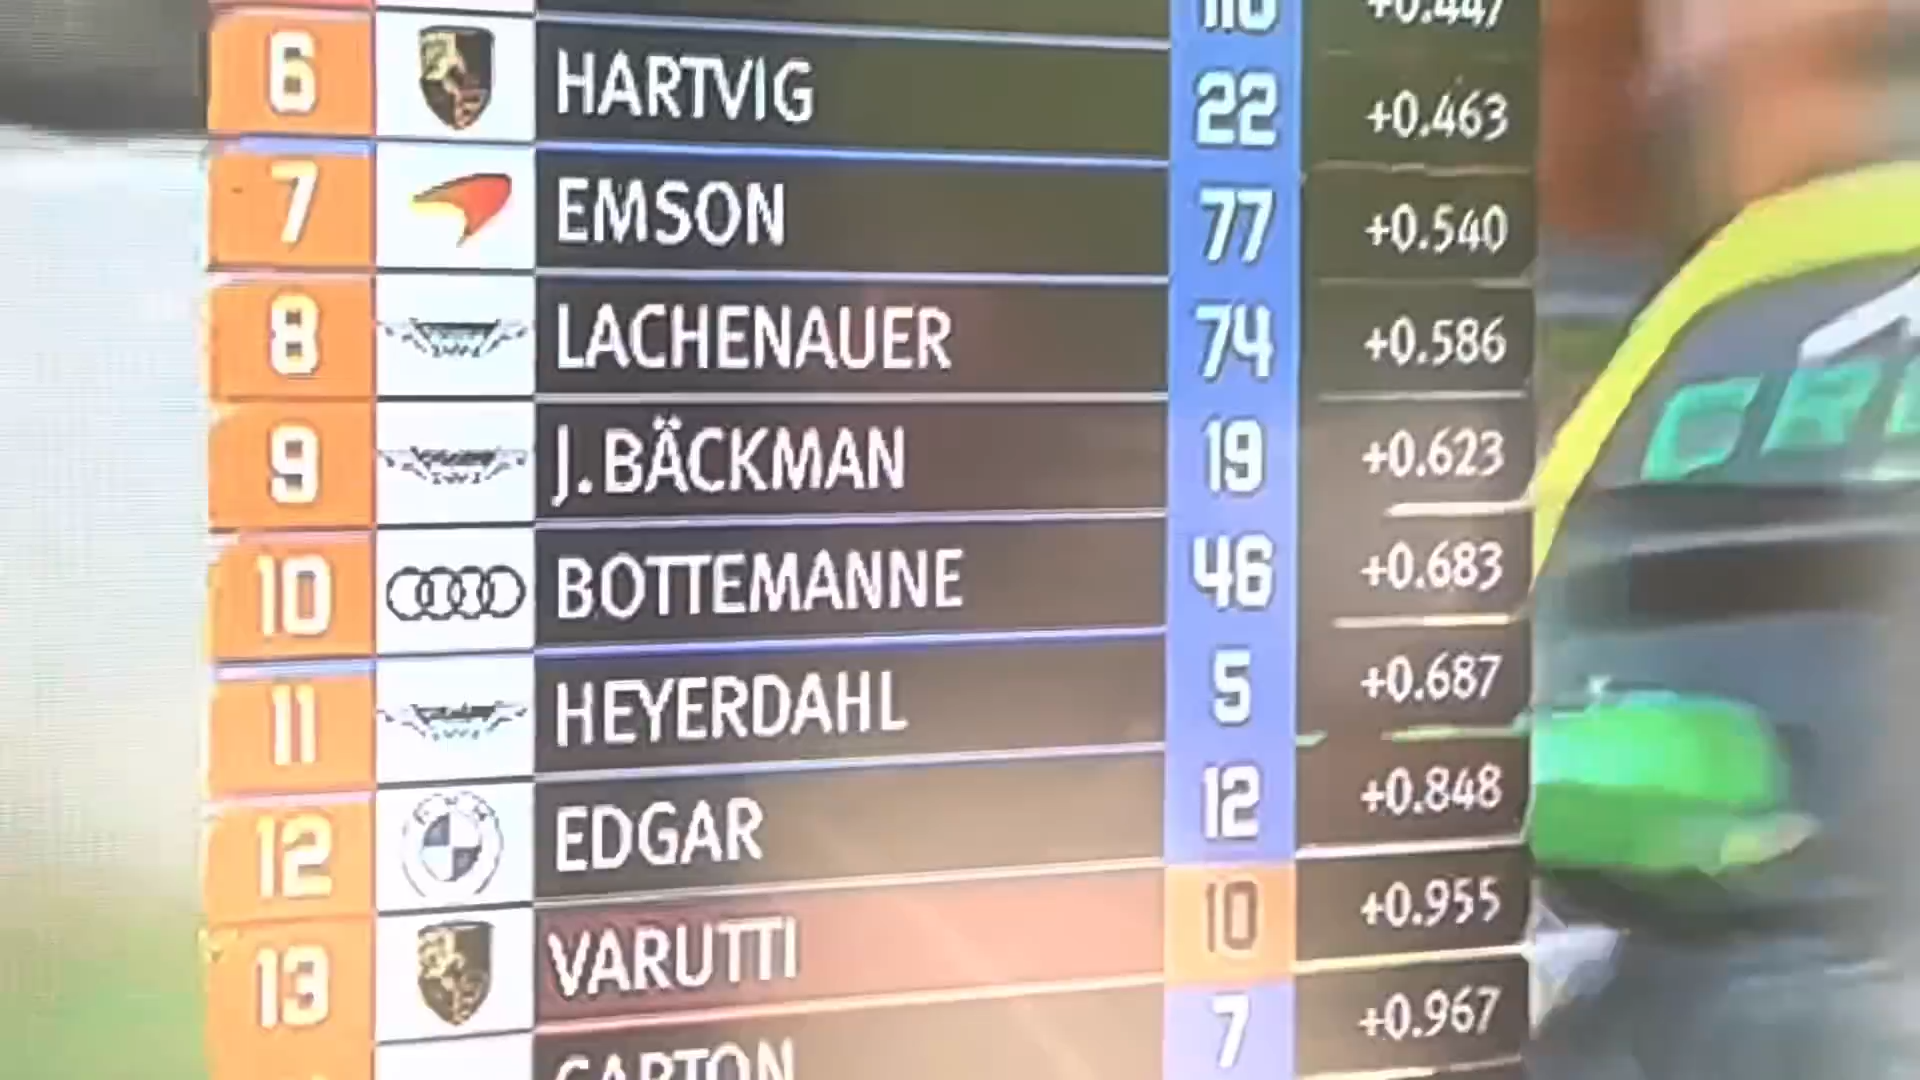 +0.447
6 HARTVIG 22 +0.463
7 EMSON 77 +0.540
8 LACHENAUER 74 +0.586
9 J. BÄCKMAN 19 +0.623
10 BOTTEMANNE 46 +0.683
11 HEYERDAHL 5 +0.687
12 EDGAR 12 +0.848
13 VARUTTI 10 +0.955
7 +0.967